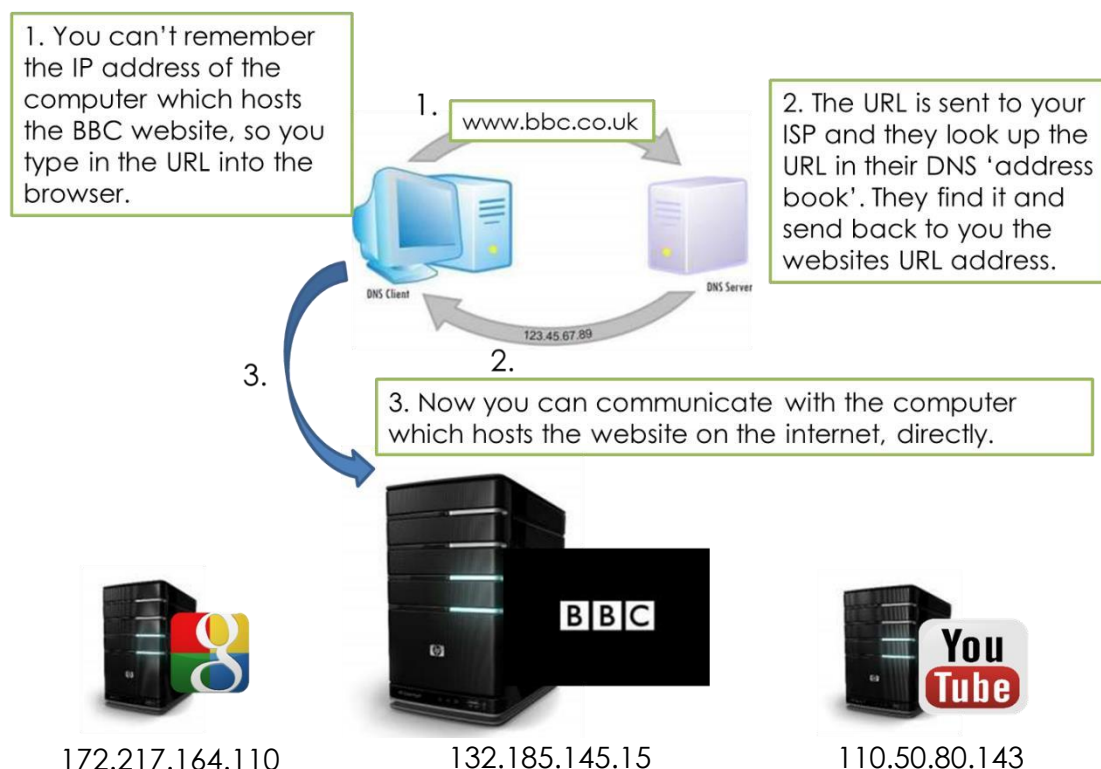 1. You can’t remember
the IP address of the
computer which hosts
the BBC website, so you
type in the URL into the
browser.
1.
www.bbc.co.uk
2. The URL is sent to your
ISP and they look up the
URL in their DNS ‘address
book’. They find it and
send back to you the
websites URL address.
DNS Client
DNS Server
123.45.67.89
2.
3.
3. Now you can communicate with the computer
which hosts the website on the internet, directly.
g
BBC
You
Tube
hp
hp
hp
172.217.164.110
132.185.145.15
110.50.80.143